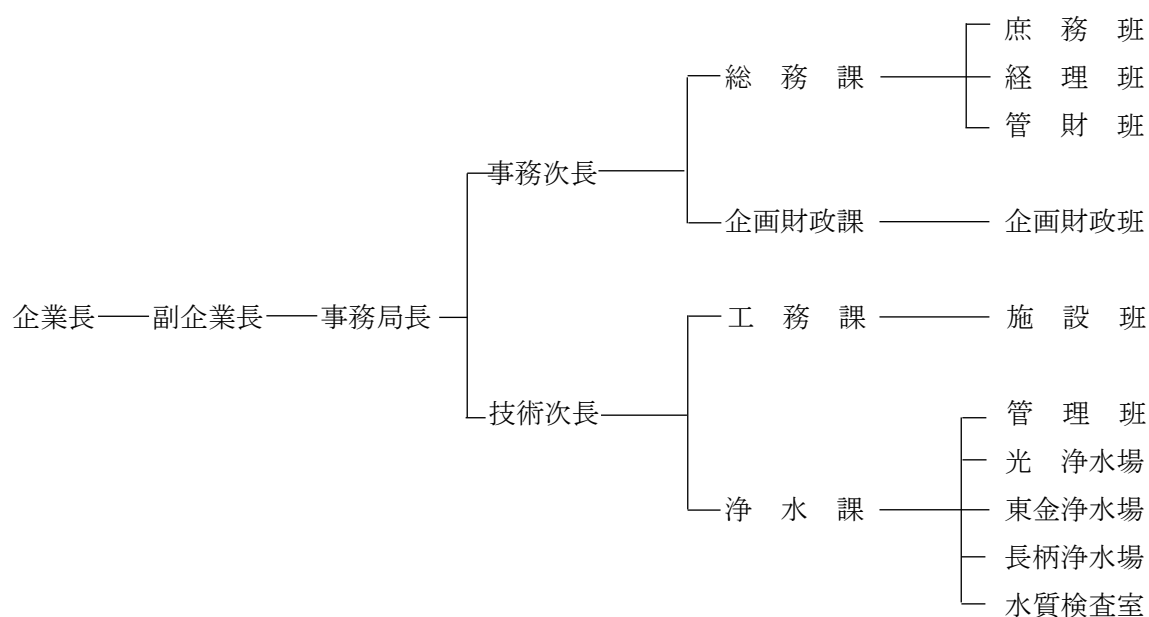 庶務班
総務課
経理班
管財班
事務次長
企画財政課
企画財政班
企業長
副企業長
事務局長
工務課
施設班
技術次長
管理班
光浄水場
浄水課
東金浄水場
長柄浄水場
水質検査室